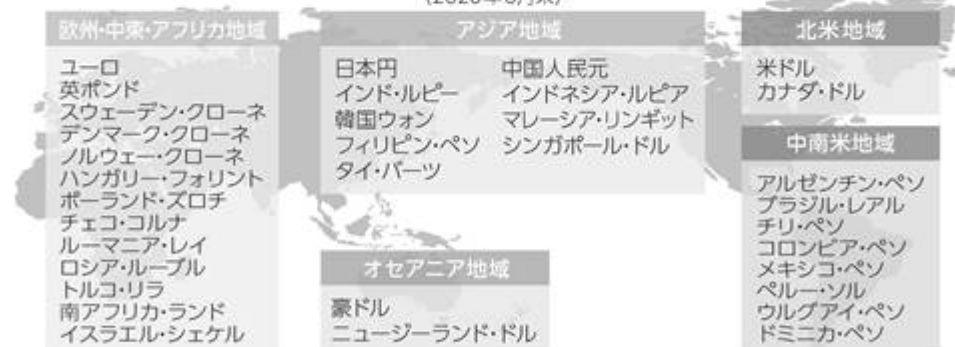 欧州・中東・アフリカ地域
ユーロ
英ポンド
スウェーデン・クローネ
デンマーク・クローネ
ノルウェー・クローネ
ハンガリー・フォリント
ポーランド・ズロチ
チェコ・コルナ
ルーマニア・レイ
ロシア・ルーブル
トルコ・リラ
南アフリカ・ランド
イスラエル・シェケル
アジア地域
日本円 中国人民元
インド・ルピー インドネシア・ルピア
韓国ウォン マレーシア・リンギット
フィリピン・ペソ シンガポール・ドル
タイ・バーツ
オセアニア地域
豪ドル
ニュージーランド・ドル
北米地域
米ドル
カナダ・ドル
中南米地域
アルゼンチン・ペソ
ブラジル・レアル
チリ・ペソ
コロンビア・ペソ
メキシコ・ペソ
ペルー・ソル
ウルグアイ・ペソ
ドミニカ・ペソ